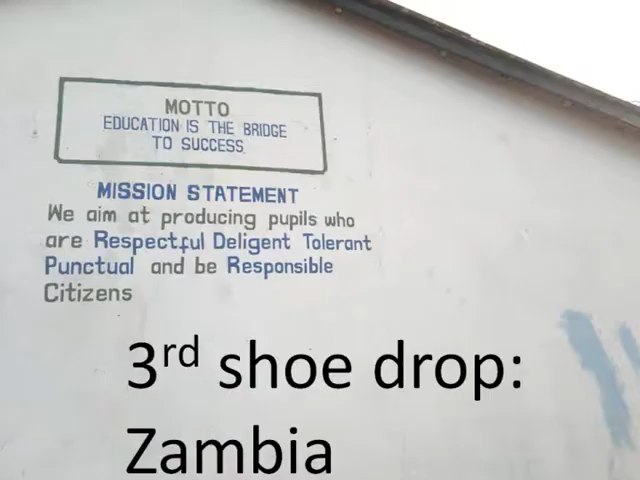 MOTTO
EDUCATION IS THE BRIDGE
TO SUCCESS
MISSION STATEMENT
We aim at producing pupils who
are Respectful Deligent Tolerant
Punctual and be Responsible
Citizens
3rd shoe drop:
Zambia